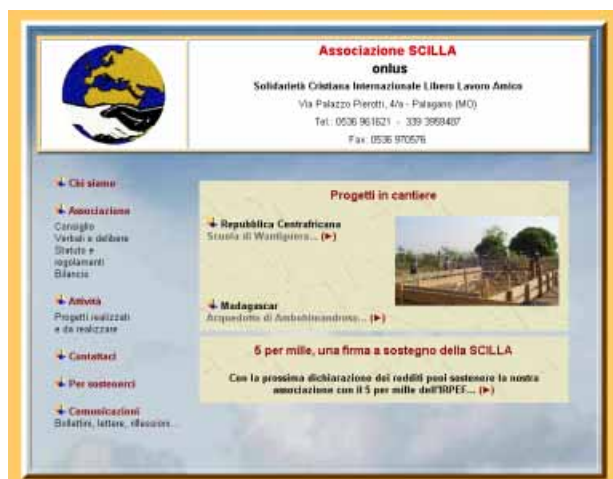 Associazione SCILLA
onlus
Solidarietà Cristiana Internazionale Libero Lavoro Amico
Via Palazzo Pierotti, 4/a - Palagano (MO)
Tel.: 0536 961621 - 339 3959487
Fax: 0536 970576
Chi siamo
Associazione
Consiglio
Verbali e delibere
Statuto e
regolamenti
Bilancio
Attività
Progetti realizzati
e da realizzare
Contattaci
Per sostenerci
Comunicazioni
Bollettini, lettere, riflessioni...
Progetti in cantiere
Repubblica Centrafricana
Scuola di Wantiguera... (►)
Madagascar
Acquedotto di Ambohimandroso... (►)
5 per mille, una firma a sostegno della SCILLA
Con la prossima dichiarazione dei redditi puoi sostenere la nostra
associazione con il 5 per mille dell'IRPEF... (►)